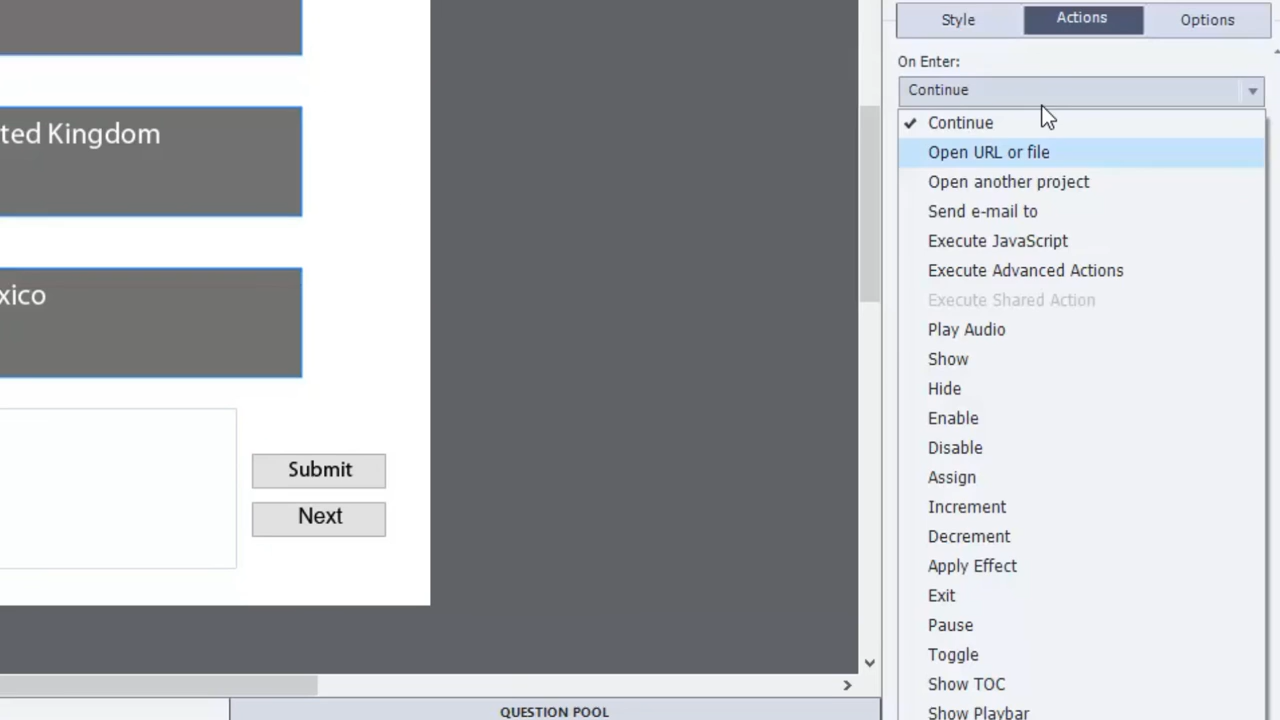 Style
Actions
Options
On Enter:
Continue
Continue
Open URL or file
Open another project
Send e-mail to
Execute JavaScript
Execute Advanced Actions
Execute Shared Action
Play Audio
Show
Hide
Enable
Disable
Assign
Increment
Decrement
Apply Effect
Exit
Pause
Toggle
Show TOC
Show Playbar
ted Kingdom
xico
Submit
Next
QUESTION POOL